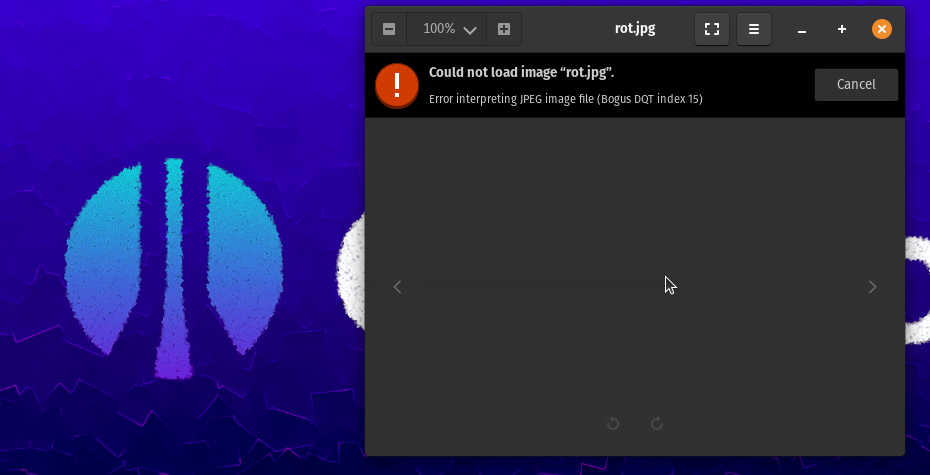 100%
rot.jpg
Could not load image “rot.jpg”.
Error interpreting JPEG image file (Bogus DQT index 15)
Cancel